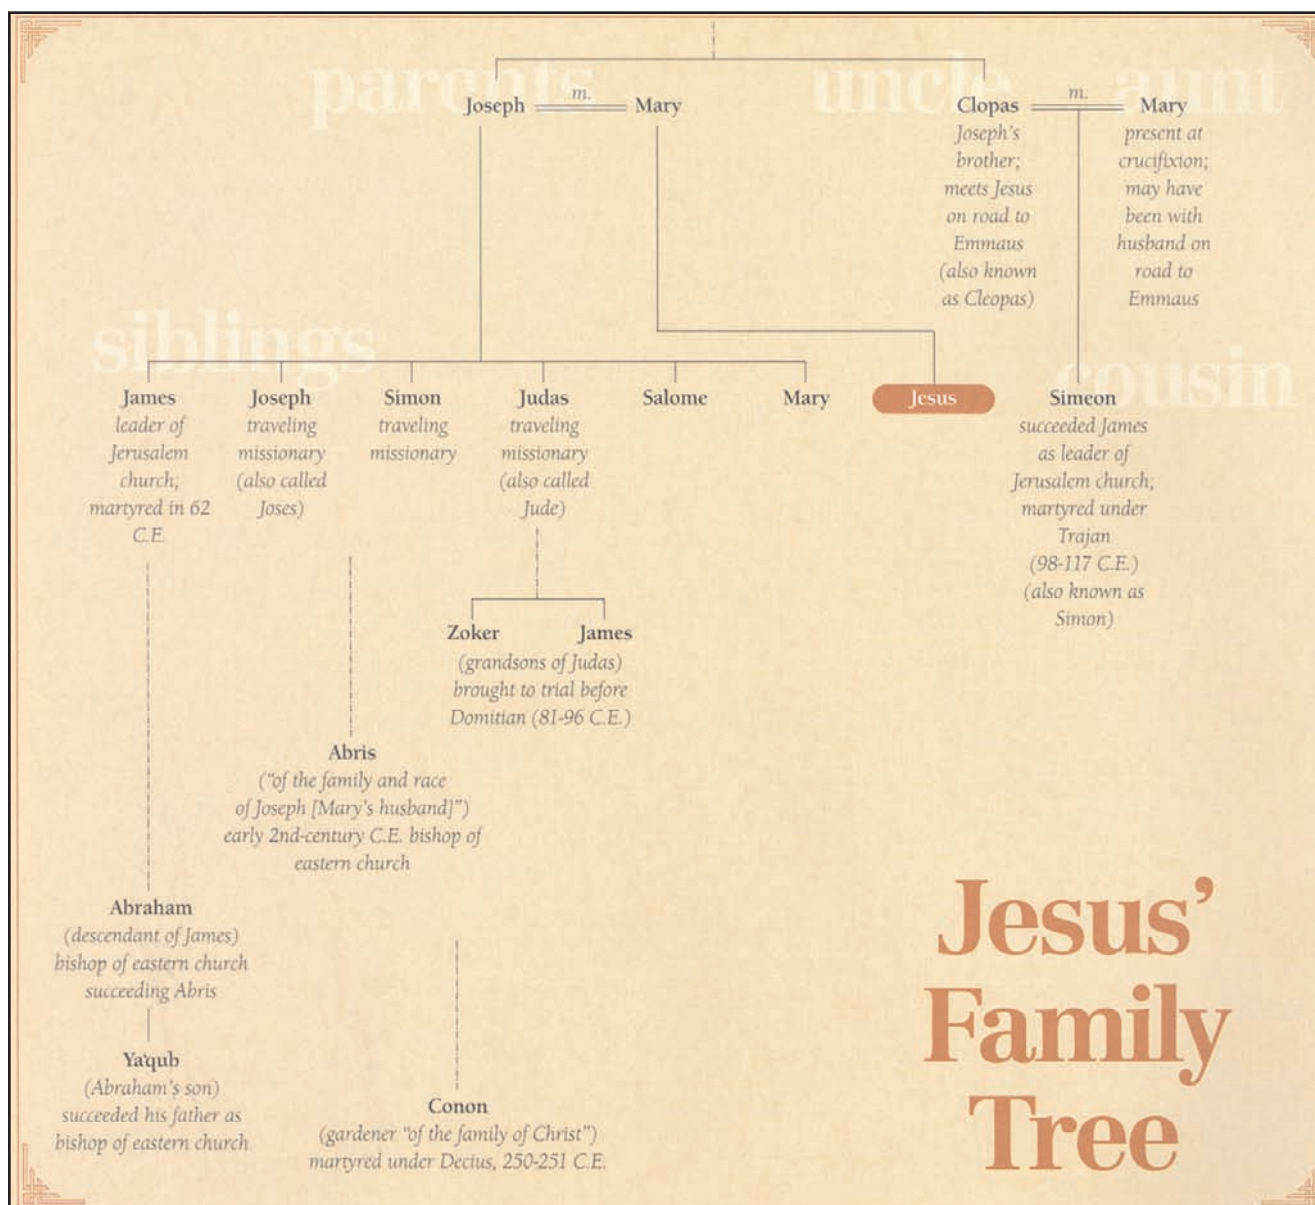 parents
uncle
aunt
Joseph
m.
Mary
Clopas
m.
Mary
Joseph's
brother;
meets Jesus
on road to
Emmaus
(also known
as Cleopas)
present at
crucifixion;
may have
been with
husband on
road to
Emmaus
siblings
cousin
James
leader of
Jerusalem
church;
martyred in 62
C.E.
Joseph
traveling
missionary
(also called
Joses)
Simon
traveling
missionary
Judas
traveling
missionary
(also called
Jude)
Salome
Mary
Jesus
Simeon
succeeded James
as leader of
Jerusalem church;
martyred under
Trajan
(98-117 C.E.)
(also known as
Simon)
Zoker
James
(grandsons of Judas)
brought to trial before
Domitian (81-96 C.E.)
Abris
("of the family and race
of Joseph [Mary's husband]")
early 2nd-century C.E. bishop of
eastern church
Abraham
(descendant of James)
bishop of eastern church
succeeding Abris
Ya'qub
(Abraham's son)
succeeded his father as
bishop of eastern church
Conon
(gardener "of the family of Christ")
martyred under Decius, 250-251 C.E.
Jesus'
Family
Tree